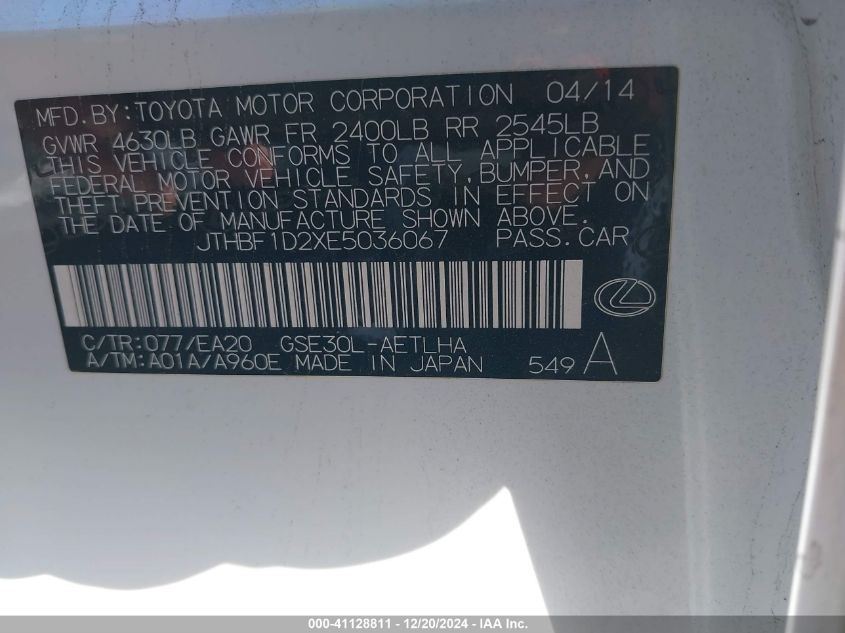 MFD. BY: TOYOTA MOTOR CORPORATION 04/14
GVWR 4630LB GAWR FR 2400LB RR 2545LB
THIS VEHICLE CONFORMS TO ALL APPLICABLE
FEDERAL MOTOR VEHICLE SAFETY, BUMPER, AND
THEFT PREVENTION STANDARDS IN EFFECT ON
THE DATE OF MANUFACTURE SHOWN ABOVE.
JTHBF1D2XE5036067 PASS. CAR
C/TR: 077/EA20 GSE30L-AETLHA
A/TM: A01A/A960E MADE IN JAPAN 549 A
000-41128811 / 12/20/2024 - IAA Inc.